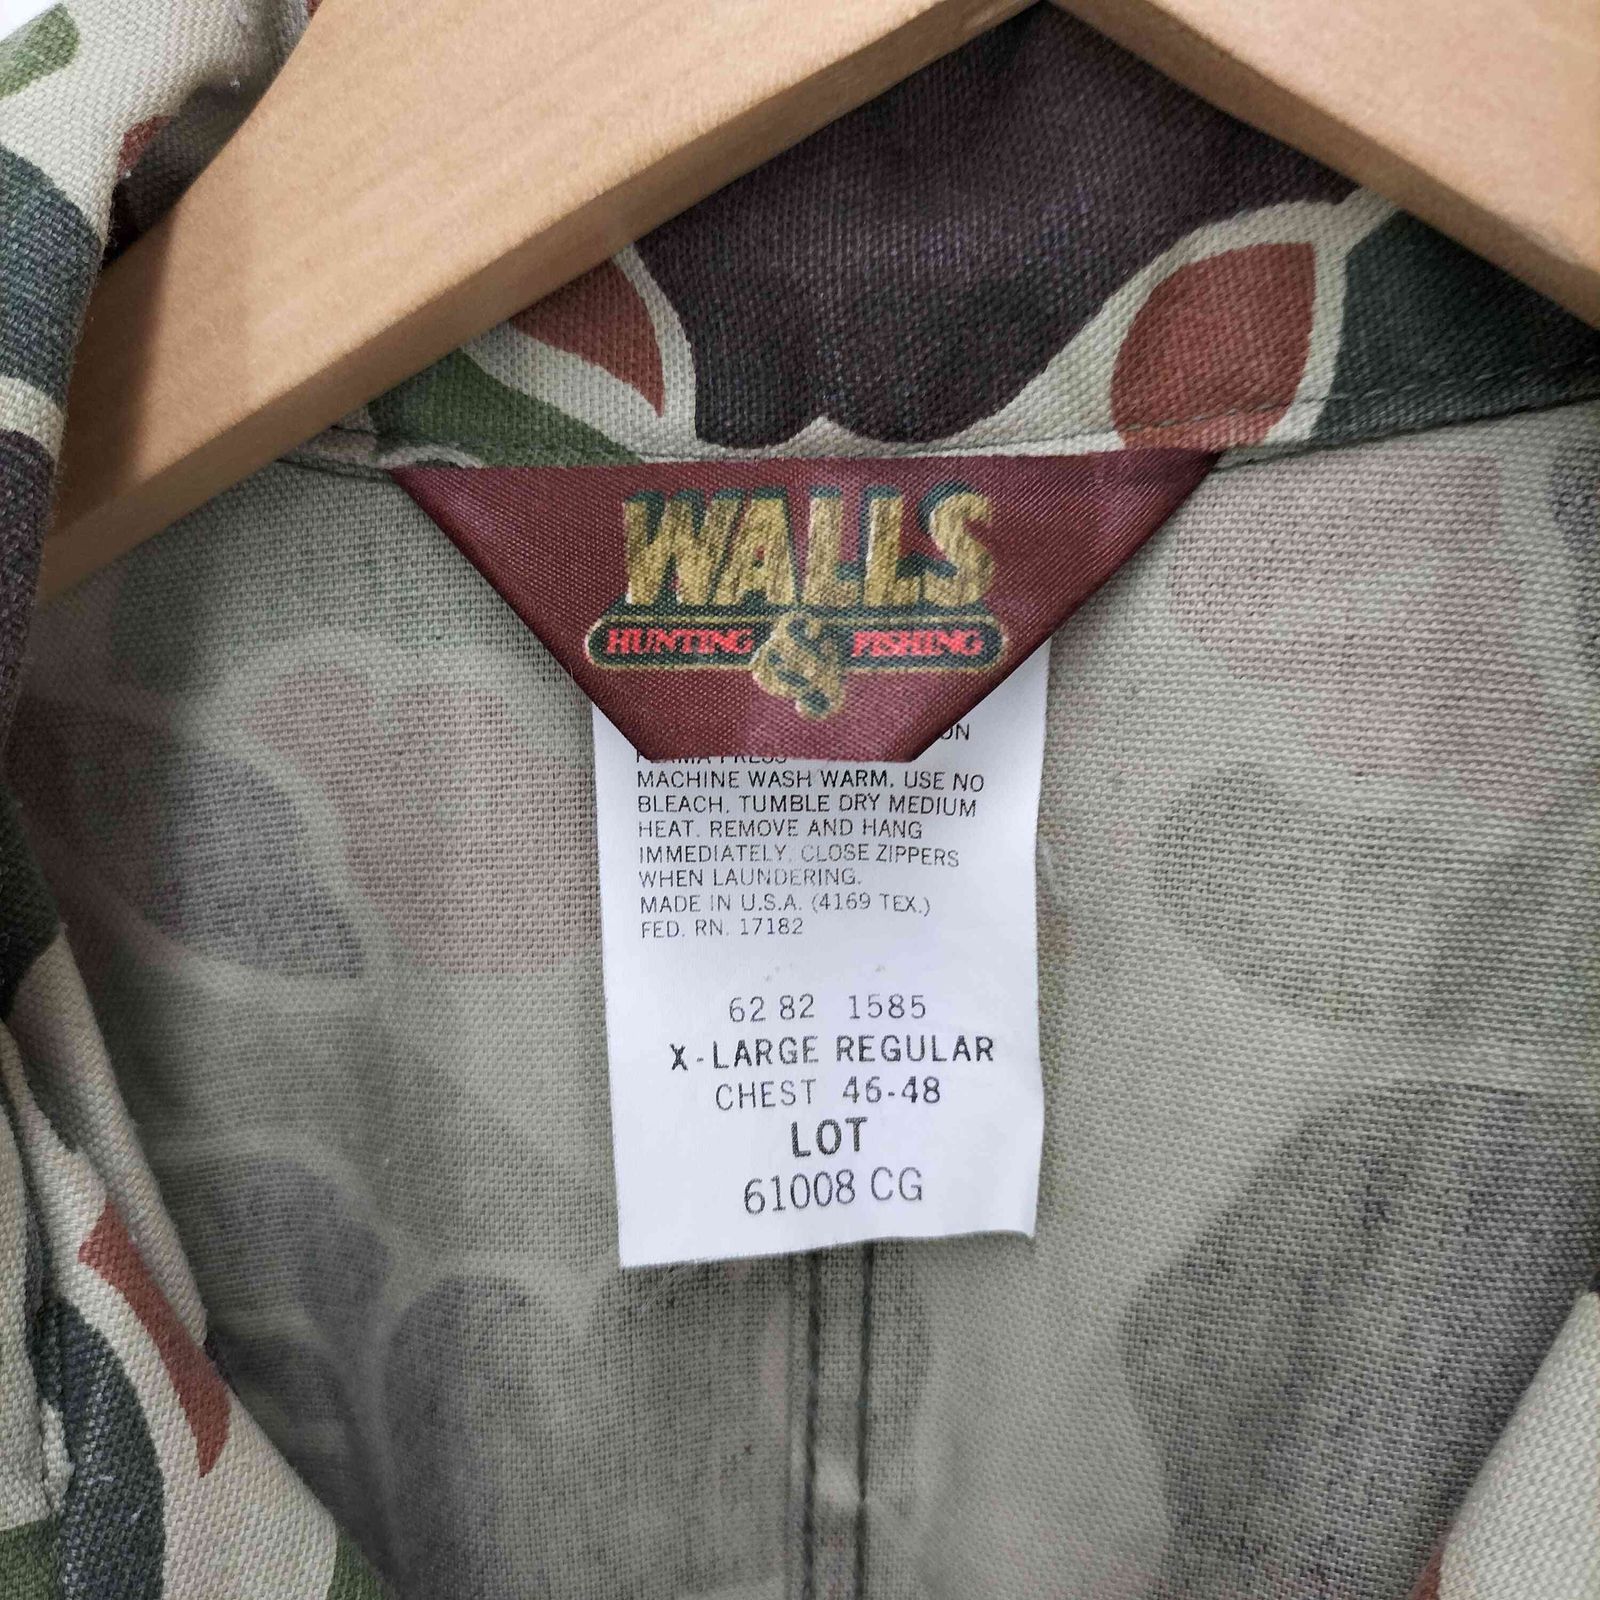 WALLS
HUNTING & FISHING
PERMA PRESS
MACHINE WASH WARM. USE NO
BLEACH. TUMBLE DRY MEDIUM
HEAT. REMOVE AND HANG
IMMEDIATELY. CLOSE ZIPPERS
WHEN LAUNDERING.
MADE IN U.S.A. (4169 TEX.)
FED. RN. 17182
62 82 1585
X-LARGE REGULAR
CHEST 46-48
LOT
61008 CG